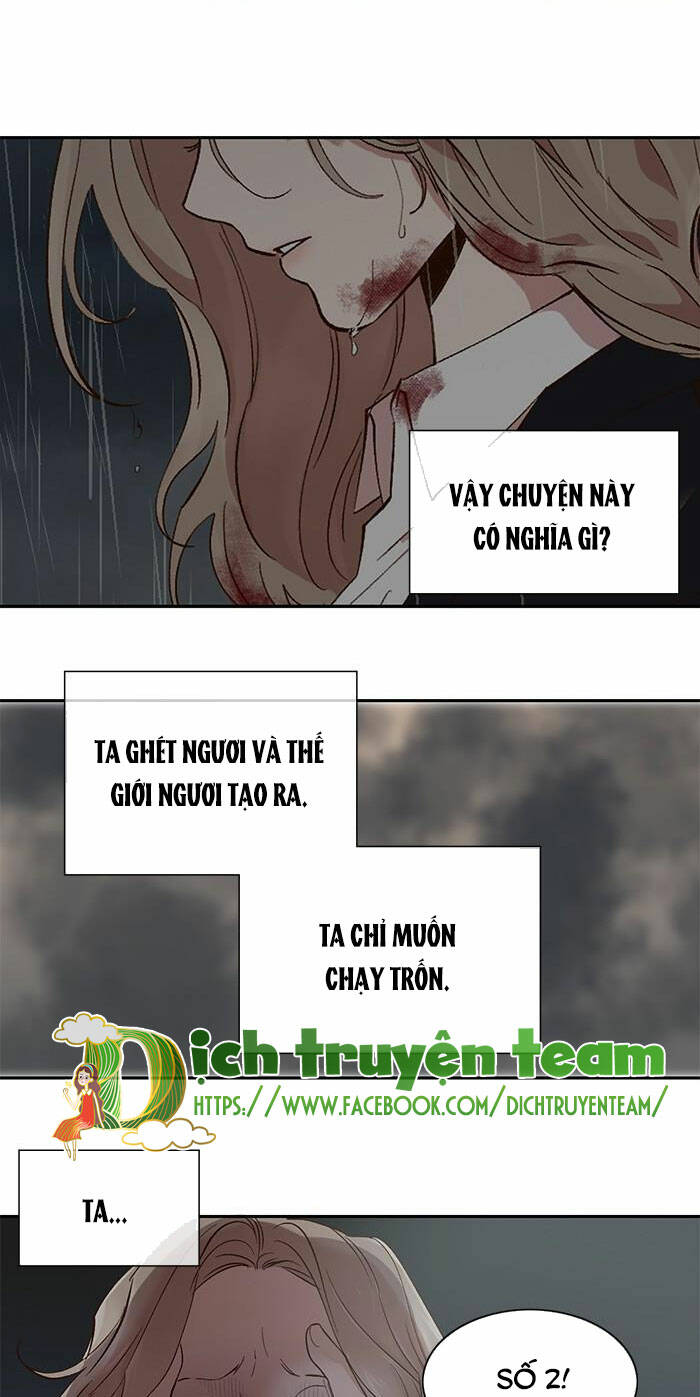 VẬY CHUYỆN NÀY
CÓ NGHĨA GÌ?
TA GHÉT NGƯƠI VÀ THẾ
GIỚI NGƯƠI TẠO RA.
TA CHỈ MUỐN
CHẠY TRỐN.
Dịch truyện team
HTTPS://WWW.FACEBOOK.COM/DICHTRUYENTEAM/
TA...
SỐ 2!